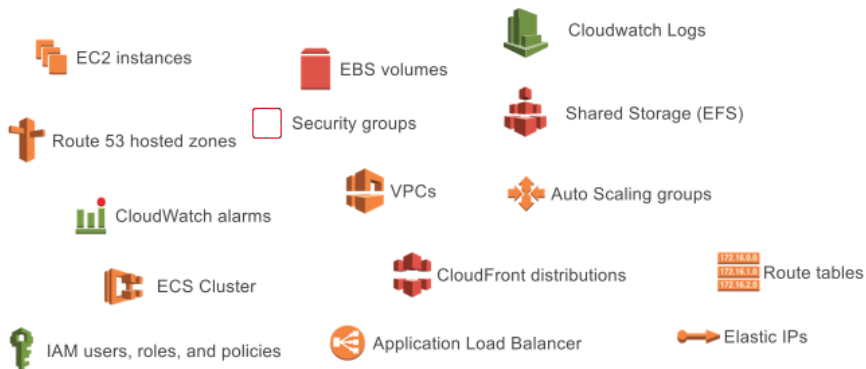 Cloudwatch Logs
EC2 instances
EBS volumes
Shared Storage (EFS)
Security groups
Route 53 hosted zones
VPCs
Auto Scaling groups
CloudWatch alarms
172.16.0.0
172.16.1.0
172.16.2.0
Route tables
CloudFront distributions
ECS Cluster
Elastic IPs
Application Load Balancer
IAM users, roles, and policies